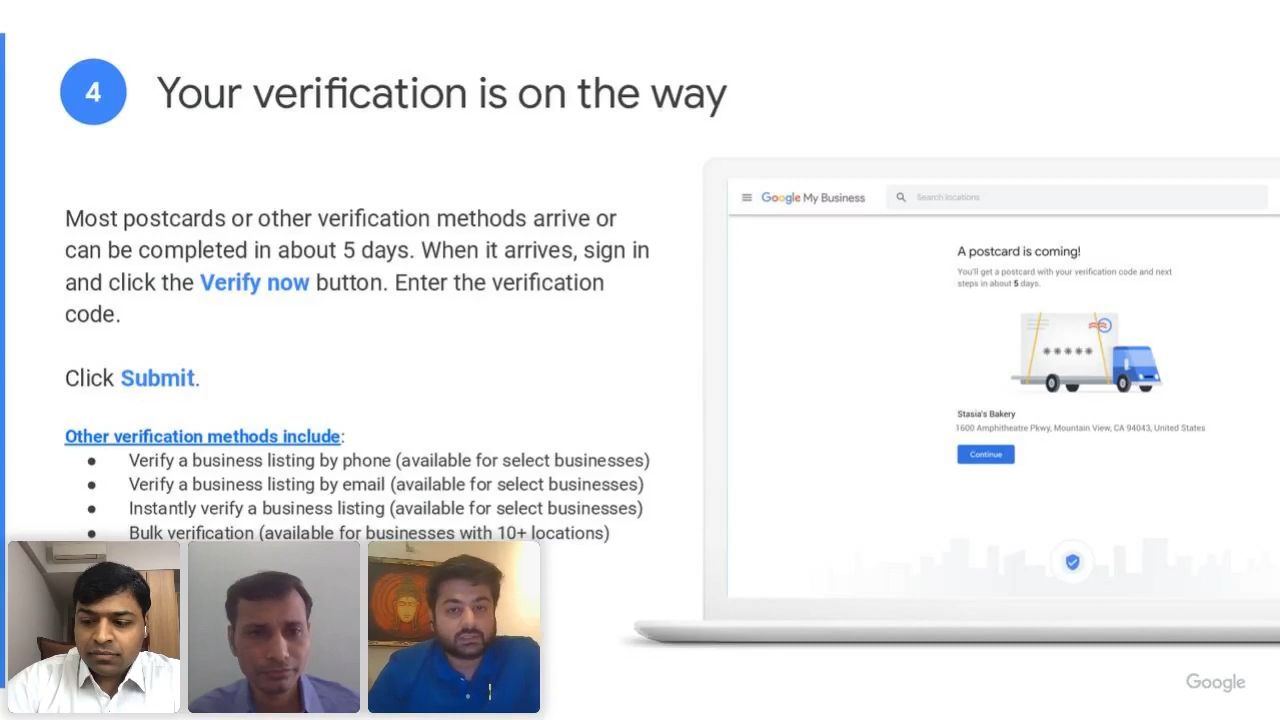 4
Your verification is on the way
Most postcards or other verification methods arrive or
can be completed in about 5 days. When it arrives, sign in
and click the Verify now button. Enter the verification
code.
Click Submit.
Other verification methods include:
● Verify a business listing by phone (available for select businesses)
● Verify a business listing by email (available for select businesses)
● Instantly verify a business listing (available for select businesses)
● Bulk verification (available for businesses with 10+ locations)
Google My Business
Search locations
A postcard is coming!
You'll get a postcard with your verification code and next
steps in about 5 days.
*****
Stasia's Bakery
1600 Amphitheatre Pkwy, Mountain View, CA 94043, United States
Continue
Google